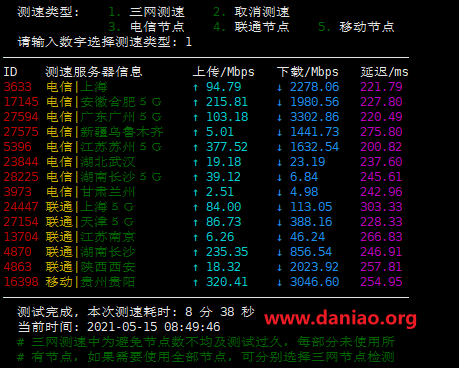 测速类型: 1. 三网测速 2. 取消测速
3. 电信节点 4. 联通节点 5. 移动节点
请输入数字选择测速类型: 1
ID 测速服务器信息 上传/Mbps 下载/Mbps 延迟/ms
3633 电信|上海 ↑ 94.79 ↓ 2278.06 221.79
17145 电信|安徽合肥５Ｇ ↑ 215.81 ↓ 1980.56 227.80
27594 电信|广东广州５Ｇ ↑ 103.18 ↓ 3302.86 220.49
27575 电信|新疆乌鲁木齐 ↑ 5.01 ↓ 1441.73 275.80
5396 电信|江苏苏州５Ｇ ↑ 377.52 ↓ 1632.54 200.82
23844 电信|湖北武汉 ↑ 19.18 ↓ 23.19 237.60
28225 电信|湖南长沙５Ｇ ↑ 39.12 ↓ 6.84 245.61
3973 电信|甘肃兰州 ↑ 2.51 ↓ 4.98 242.96
24447 联通|上海５Ｇ ↑ 84.00 ↓ 113.05 303.33
27154 联通|天津５Ｇ ↑ 86.73 ↓ 388.16 228.33
13704 联通|江苏南京 ↑ 6.26 ↓ 46.24 266.83
4870 联通|湖南长沙 ↑ 235.35 ↓ 856.54 246.91
4863 联通|陕西西安 ↑ 18.32 ↓ 2023.92 257.81
16398 移动|贵州贵阳 ↑ 320.41 ↓ 3046.60 254.95
测试完成, 本次测速耗时: 8 分 38 秒
当前时间: 2021-05-15 08:49:46
www.daniao.org
# 三网测速中为避免节点数不均及测试过久, 每部分未使用所
# 有节点, 如果需要使用全部节点, 可分别选择三网节点检测